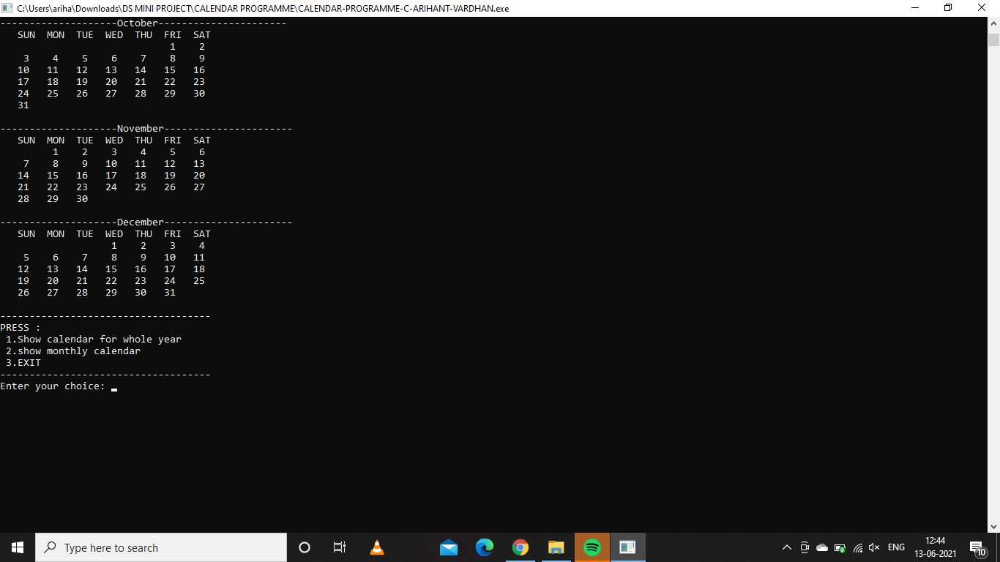 C:\Users\ariha\Downloads\DS MINI PROJECT\CALENDAR PROGRAMME\CALENDAR-PROGRAMME-C-ARIHANT-VARDHAN.exe
--------------------October----------------------
   SUN  MON  TUE  WED  THU  FRI  SAT
                             1    2
    3    4    5    6    7    8    9
   10   11   12   13   14   15   16
   17   18   19   20   21   22   23
   24   25   26   27   28   29   30
   31
--------------------November----------------------
   SUN  MON  TUE  WED  THU  FRI  SAT
         1    2    3    4    5    6
    7    8    9   10   11   12   13
   14   15   16   17   18   19   20
   21   22   23   24   25   26   27
   28   29   30
--------------------December----------------------
   SUN  MON  TUE  WED  THU  FRI  SAT
                   1    2    3    4
    5    6    7    8    9   10   11
   12   13   14   15   16   17   18
   19   20   21   22   23   24   25
   26   27   28   29   30   31
------------------------------------
PRESS :
 1.Show calendar for whole year
 2.show monthly calendar
 3.EXIT
------------------------------------
Enter your choice:
Type here to search
ENG
12:44
13-06-2021
10